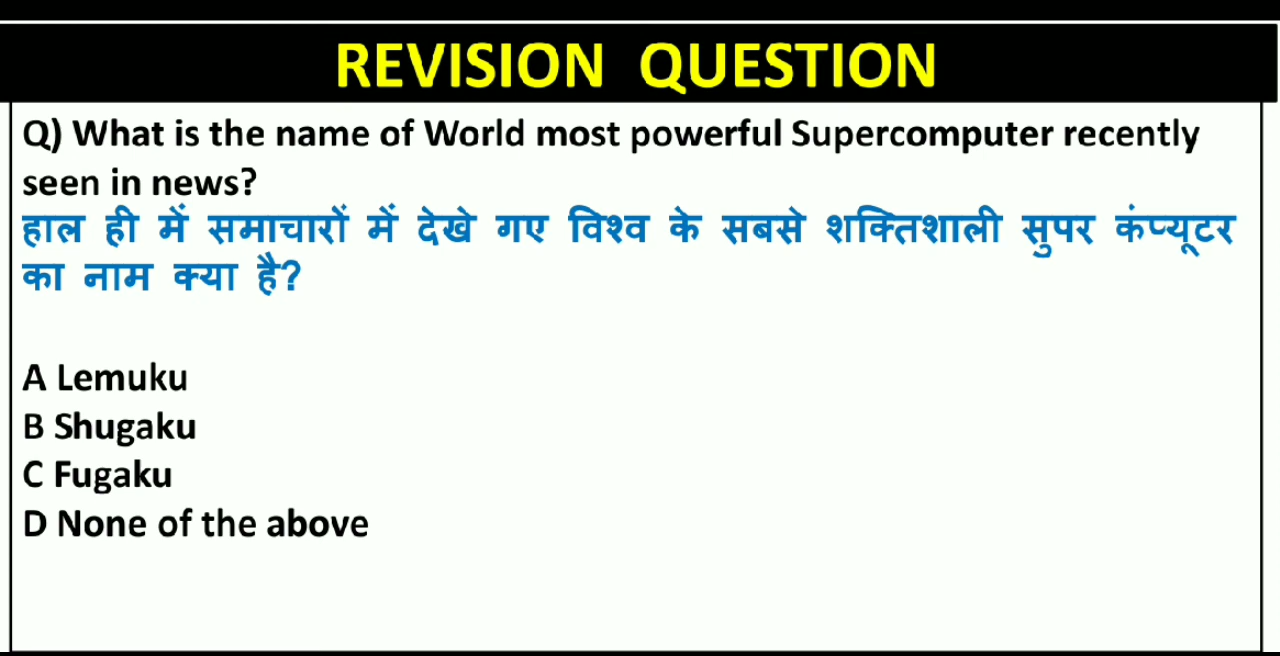 REVISION QUESTION
Q) What is the name of World most powerful Supercomputer recently
seen in news?
हाल ही में समाचारों में देखे गए विश्व के सबसे शक्तिशाली सुपर कंप्यूटर
का नाम क्या है?
A Lemuku
B Shugaku
C Fugaku
D None of the above